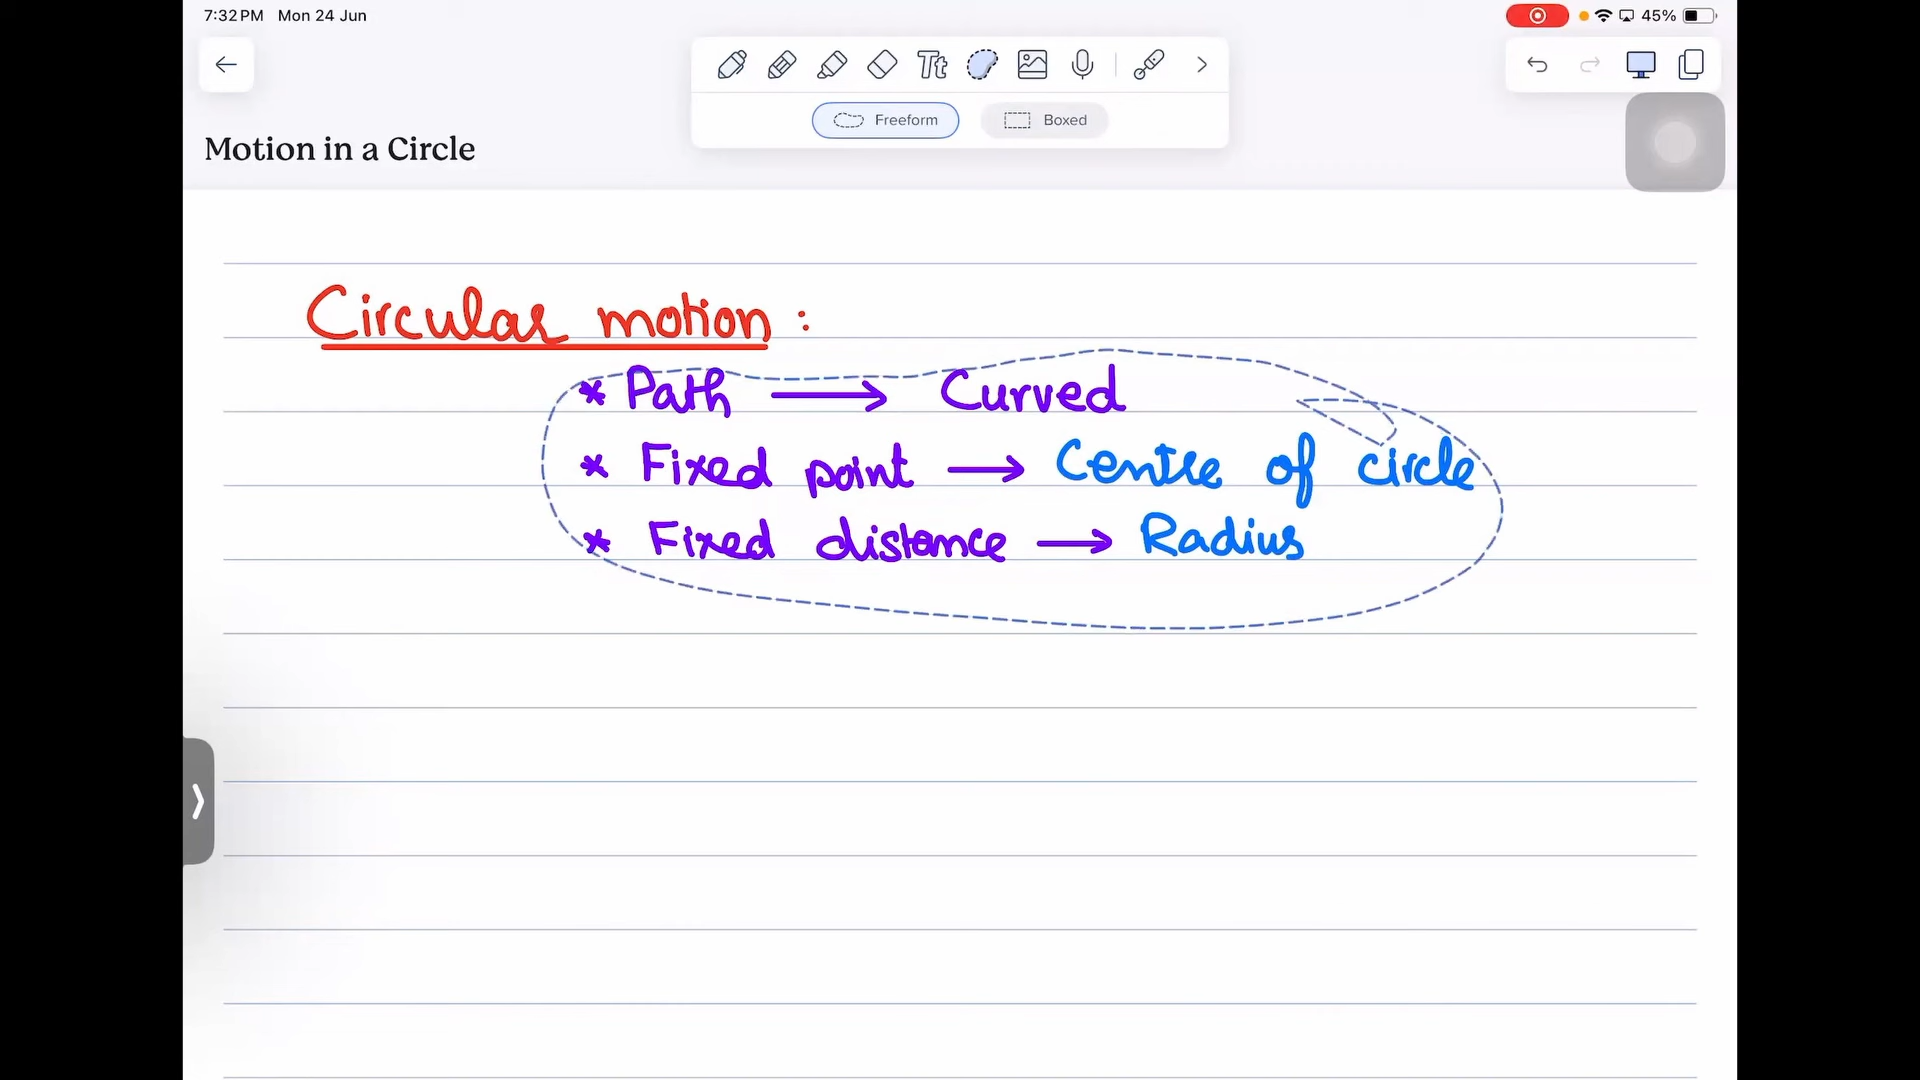 7:32 PM Mon 24 Jun
45%
Tt
Freeform
Boxed
Motion in a Circle
Circular motion :
* Path → Curved
* Fixed point → Centre of circle
* Fixed distance → Radius